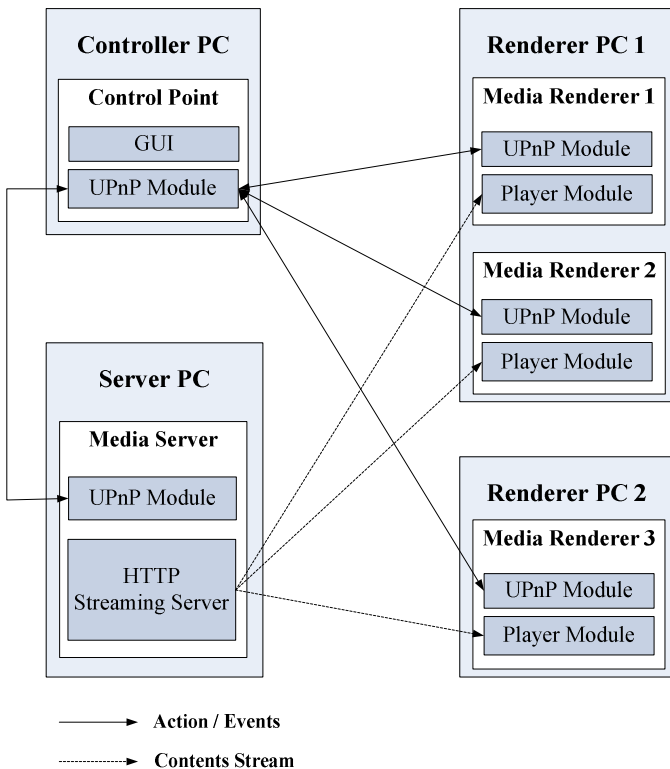 Controller PC
Control Point
GUI
UPnP Module
Server PC
Media Server
UPnP Module
HTTP
Streaming Server
Renderer PC 1
Media Renderer 1
UPnP Module
Player Module
Media Renderer 2
UPnP Module
Player Module
Renderer PC 2
Media Renderer 3
UPnP Module
Player Module
Action / Events
Contents Stream